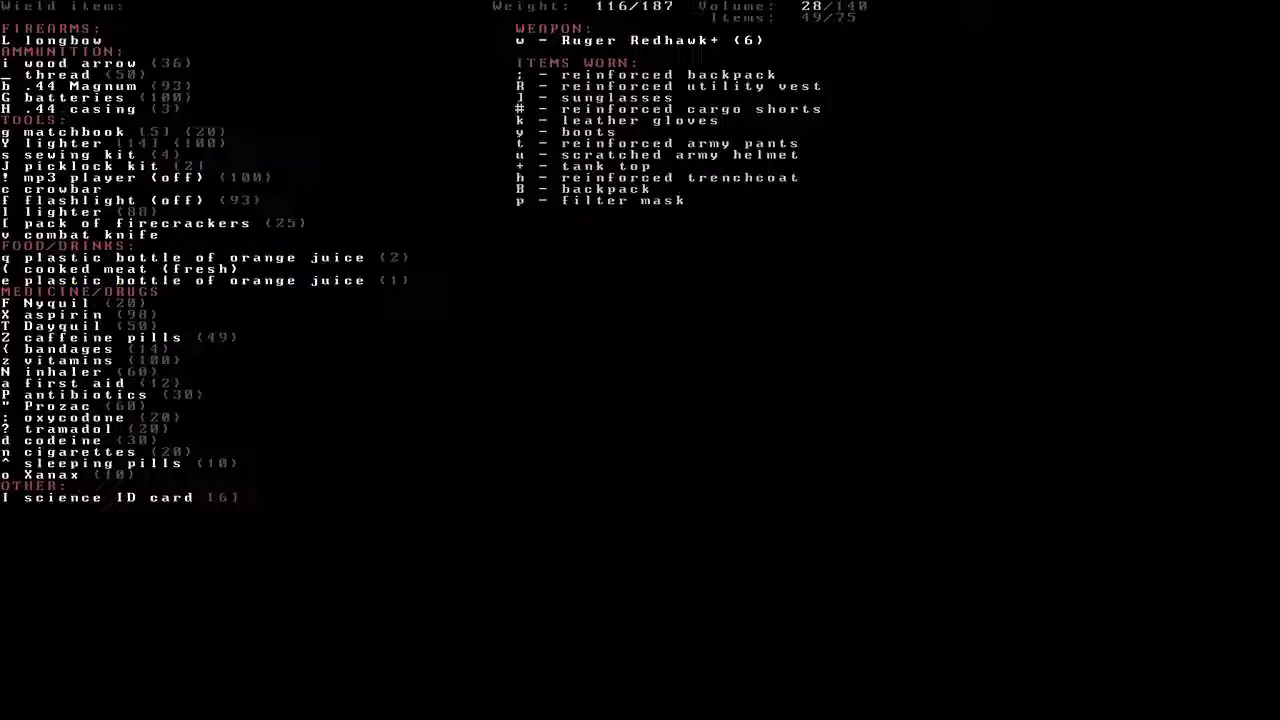 Wield item:
Weight: 116/187 Volume: 28/140
Items: 49/75
FIREARMS:
L longbow
AMMUNITION:
i wood arrow (36)
_ thread (50)
b .44 Magnum (93)
G batteries (100)
H .44 casing (3)
TOOLS:
g matchbook [5] (20)
Y lighter [14] (100)
s sewing kit (4)
J picklock kit [2]
! mp3 player (off) (100)
c crowbar
f flashlight (off) (93)
l lighter (88)
[ pack of firecrackers (25)
v combat knife
FOOD/DRINKS:
q plastic bottle of orange juice (2)
( cooked meat (fresh)
e plastic bottle of orange juice (1)
MEDICINE/DRUGS
F Nyquil (20)
X aspirin (98)
T Dayquil (50)
Z caffeine pills (49)
{ bandages (14)
z vitamins (100)
N inhaler (60)
a first aid (12)
P antibiotics (30)
" Prozac (60)
: oxycodone (20)
? tramadol (20)
d codeine (30)
n cigarettes (20)
^ sleeping pills (10)
o Xanax (10)
OTHER:
I science ID card [6]
WEAPON:
w - Ruger Redhawk+ (6)
ITEMS WORN:
; - reinforced backpack
R - reinforced utility vest
] - sunglasses
# - reinforced cargo shorts
k - leather gloves
y - boots
t - reinforced army pants
u - scratched army helmet
+ - tank top
h - reinforced trenchcoat
B - backpack
p - filter mask